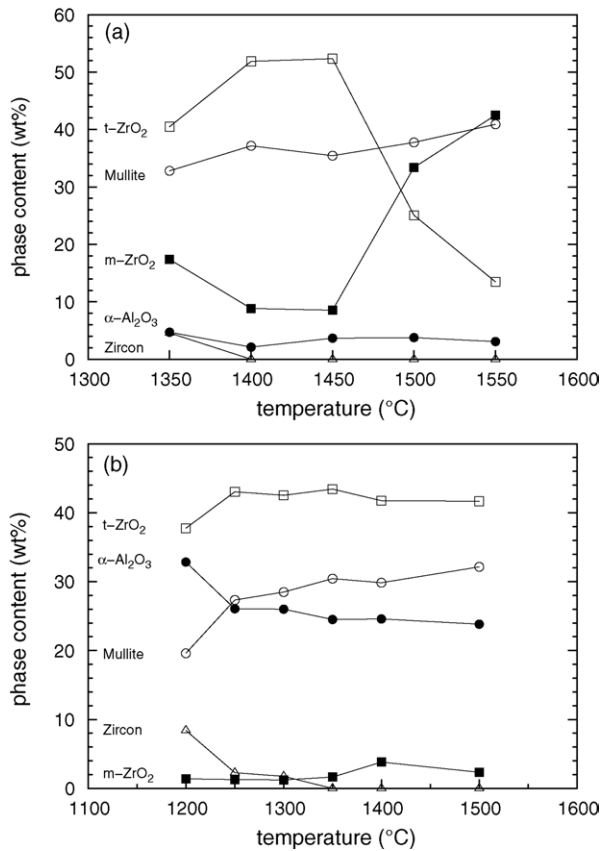 (a)
60
50
40
30
20
10
0
phase content (wt%)
t−ZrO₂
Mullite
m−ZrO₂
α−Al₂O₃
Zircon
1300 1350 1400 1450 1500 1550 1600
temperature (°C)
(b)
50
40
30
20
10
0
phase content (wt%)
t−ZrO₂
α−Al₂O₃
Mullite
Zircon
m−ZrO₂
1100 1200 1300 1400 1500 1600
temperature (°C)